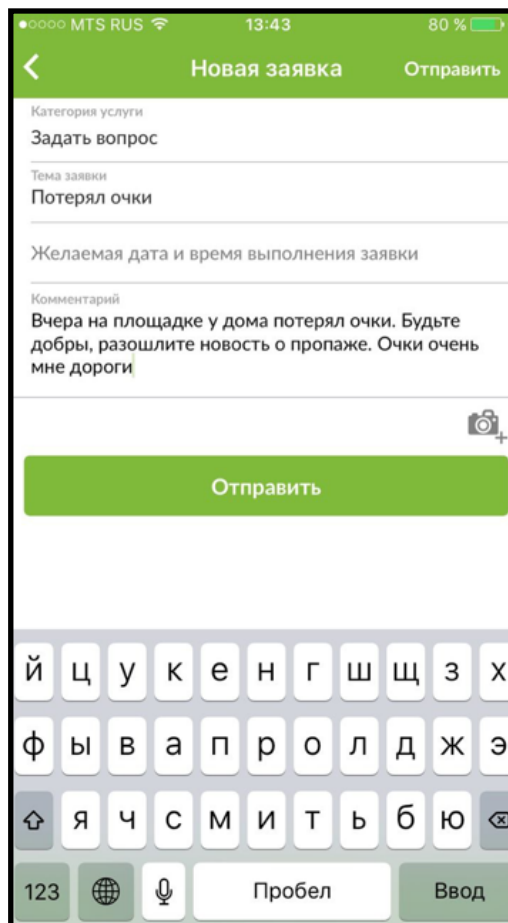 MTS RUS 13:43 80 %
Новая заявка Отправить
Категория услуги
Задать вопрос
Тема заявки
Потерял очки
Желаемая дата и время выполнения заявки
Комментарий
Вчера на площадке у дома потерял очки. Будьте
добры, разошлите новость о пропаже. Очки очень
мне дороги
Отправить
й ц у к е н г ш щ з х
ф ы в а п р о л д ж э
я ч с м и т ь б ю
123 Пробел Ввод